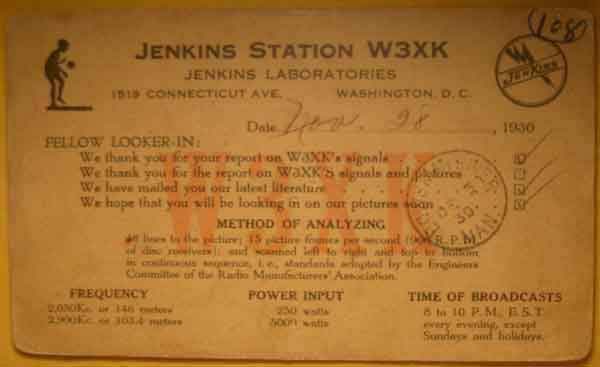 (108)
JENKINS STATION W3XK
JENKINS LABORATORIES
JENKINS
1519 CONNECTICUT AVE. WASHINGTON, D. C.
Date Nov. 28, 1930
FELLOW LOOKER-IN:
We thank you for your report on W3XK's signals
We thank you for the report on W3XK's signals and pictures
We have mailed you our latest literature
We hope that you will be looking in on our pictures soon
W3XK
DE 3
30
MAN.
METHOD OF ANALYZING
48 lines to the picture; 15 picture frames per second (900 R.P.M.
of disc receivers); and scanned left to right and top to bottom
in continuous sequence, i.e., standards adopted by the Engineers
Committee of the Radio Manufacturers' Association.
FREQUENCY POWER INPUT TIME OF BROADCASTS
2,050Kc. or 146 meters 250 watts 8 to 10 P.M., E.S.T.
2,900Kc. or 103.4 meters 5000 watts every evening, except
Sundays and holidays.